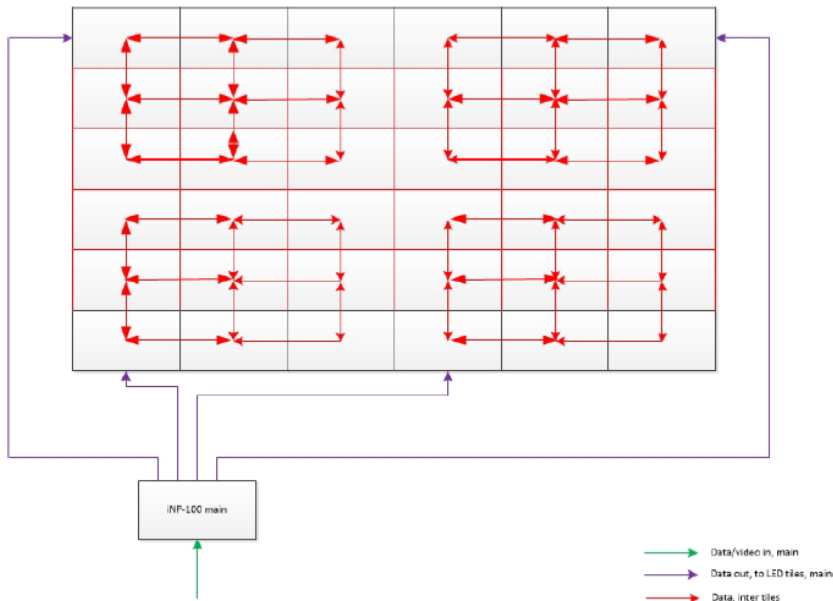 iNP-100 main
Data/video in, main
Data out, to LED tiles, main
Data, inter tiles